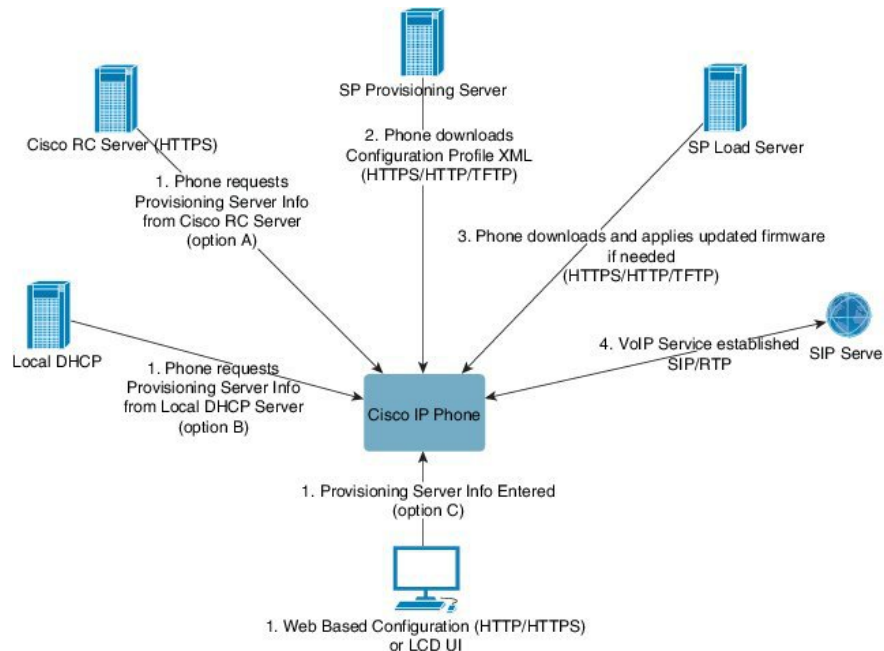 SP Provisioning Server
Cisco RC Server (HTTPS)
SP Load Server
2. Phone downloads
Configuration Profile XML
(HTTPS/HTTP/TFTP)
1. Phone requests
Provisioning Server Info
from Cisco RC Server
(option A)
3. Phone downloads and applies updated firmware
if needed
(HTTPS/HTTP/TFTP)
Local DHCP
1. Phone requests
Provisioning Server Info
from Local DHCP Server
(option B)
4. VoIP Service established
SIP/RTP
SIP Serve
Cisco IP Phone
1. Provisioning Server Info Entered
(option C)
1. Web Based Configuration (HTTP/HTTPS)
or LCD UI